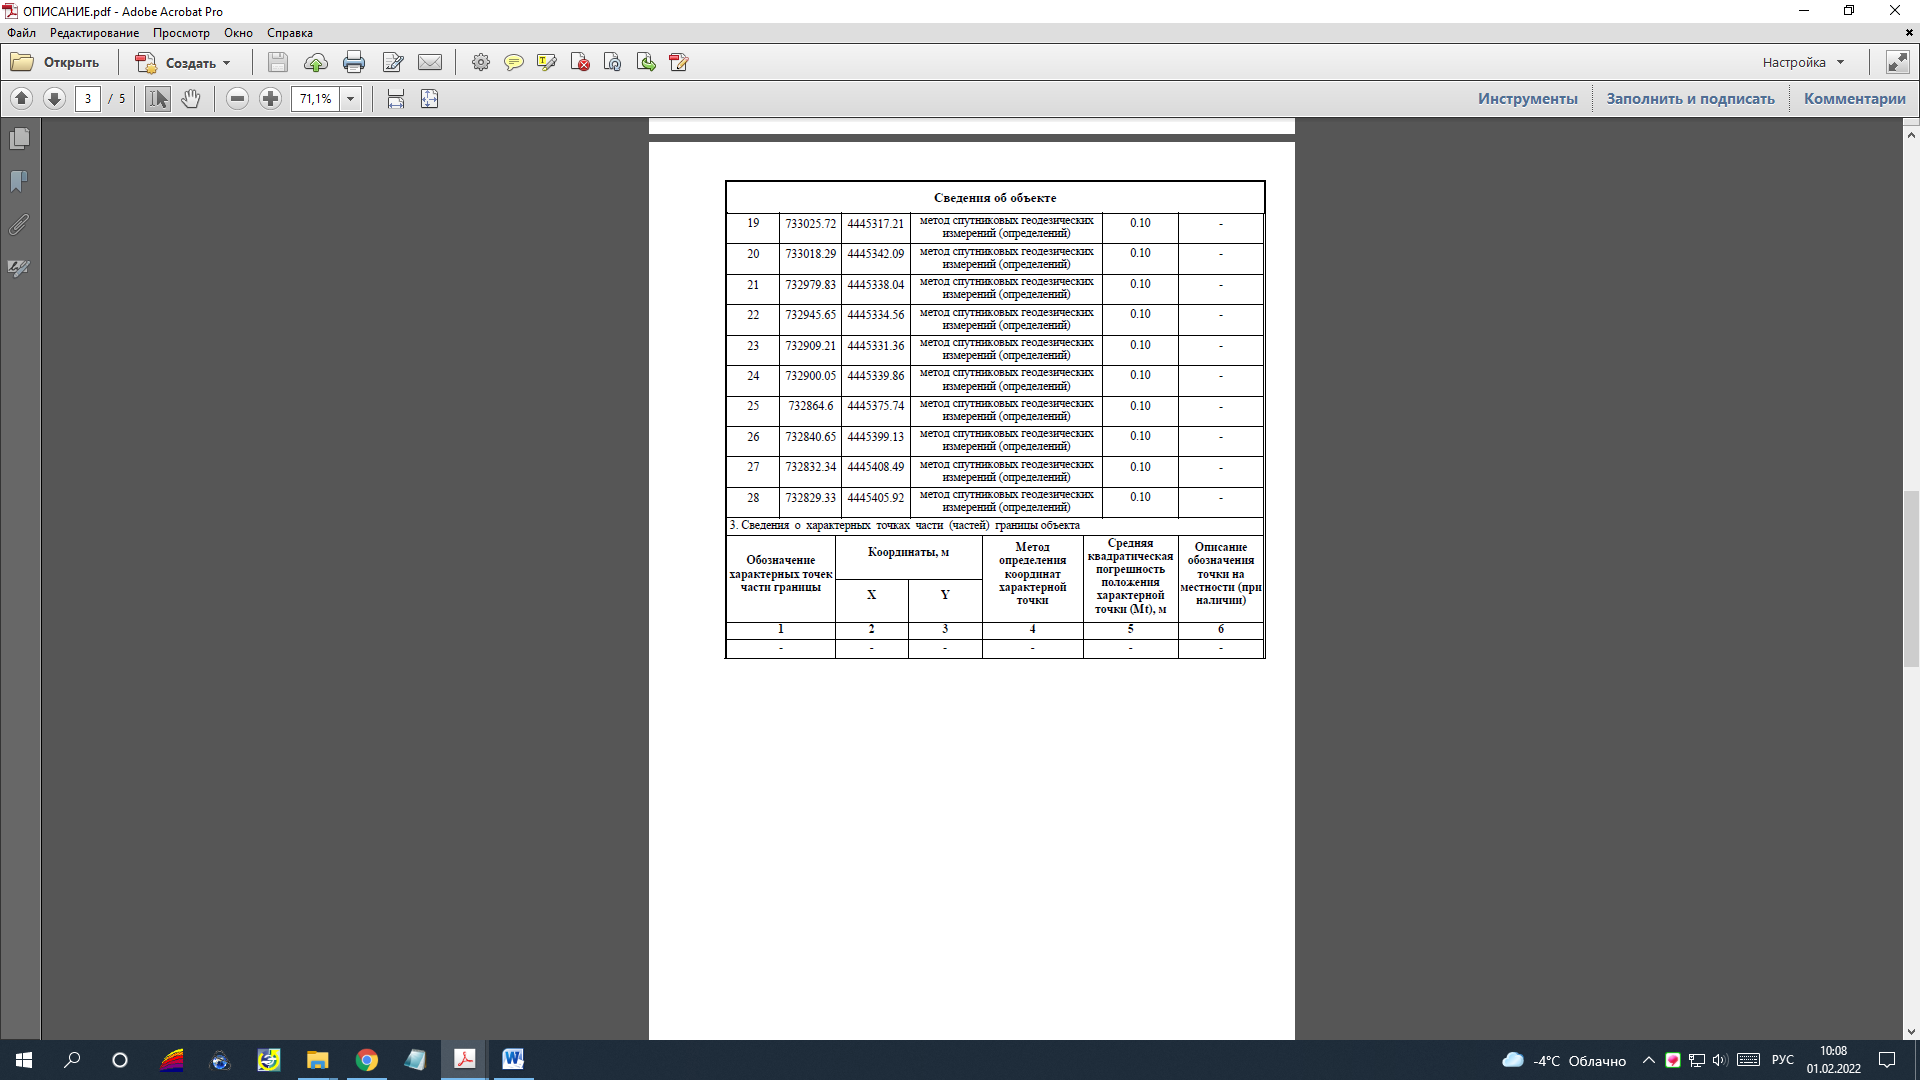 ОПИСАНИЕ.pdf - Adobe Acrobat Pro
Файл Редактирование Просмотр Окно Справка
Открыть Создать Настройка
3 / 5 71,1% Инструменты Заполнить и подписать Комментарии
Сведения об объекте
19 733025.72 4445317.21 метод спутниковых геодезических измерений (определений) 0.10 -
20 733018.29 4445342.09 метод спутниковых геодезических измерений (определений) 0.10 -
21 732979.83 4445338.04 метод спутниковых геодезических измерений (определений) 0.10 -
22 732945.65 4445334.56 метод спутниковых геодезических измерений (определений) 0.10 -
23 732909.21 4445331.36 метод спутниковых геодезических измерений (определений) 0.10 -
24 732900.05 4445339.86 метод спутниковых геодезических измерений (определений) 0.10 -
25 732864.6 4445375.74 метод спутниковых геодезических измерений (определений) 0.10 -
26 732840.65 4445399.13 метод спутниковых геодезических измерений (определений) 0.10 -
27 732832.34 4445408.49 метод спутниковых геодезических измерений (определений) 0.10 -
28 732829.33 4445405.92 метод спутниковых геодезических измерений (определений) 0.10 -
3. Сведения о характерных точках части (частей) границы объекта
Обозначение характерных точек части границы
Координаты, м
X Y
Метод определения координат характерной точки
Средняя квадратическая погрешность положения характерной точки (Mt), м
Описание обозначения точки на местности (при наличии)
1 2 3 4 5 6
- - - - - -
-4°C Облачно РУС 10:08
01.02.2022